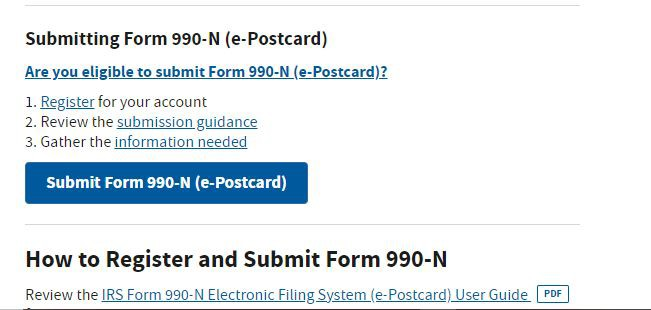 Submitting Form 990-N (e-Postcard)
Are you eligible to submit Form 990-N (e-Postcard)?
1. Register for your account
2. Review the submission guidance
3. Gather the information needed
Submit Form 990-N (e-Postcard)
How to Register and Submit Form 990-N
Review the IRS Form 990-N Electronic Filing System (e-Postcard) User Guide PDF